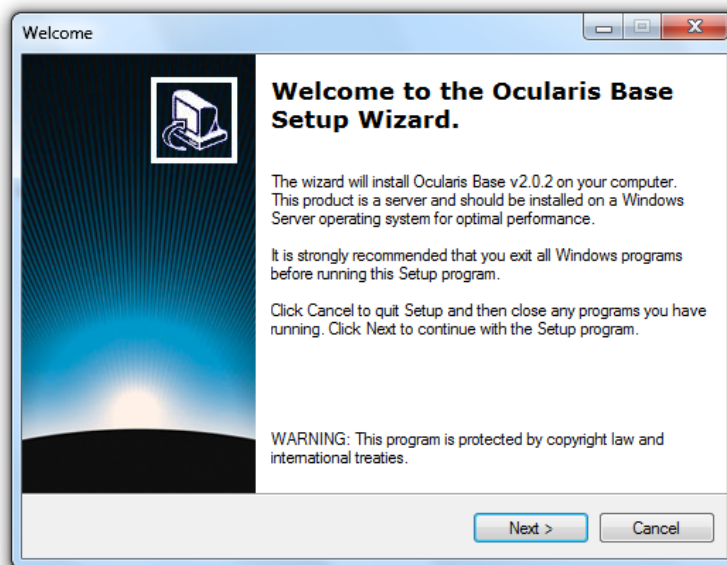 Welcome
Welcome to the Ocularis Base
Setup Wizard.
The wizard will install Ocularis Base v2.0.2 on your computer.
This product is a server and should be installed on a Windows
Server operating system for optimal performance.
It is strongly recommended that you exit all Windows programs
before running this Setup program.
Click Cancel to quit Setup and then close any programs you have
running. Click Next to continue with the Setup program.
WARNING: This program is protected by copyright law and
international treaties.
Next >
Cancel